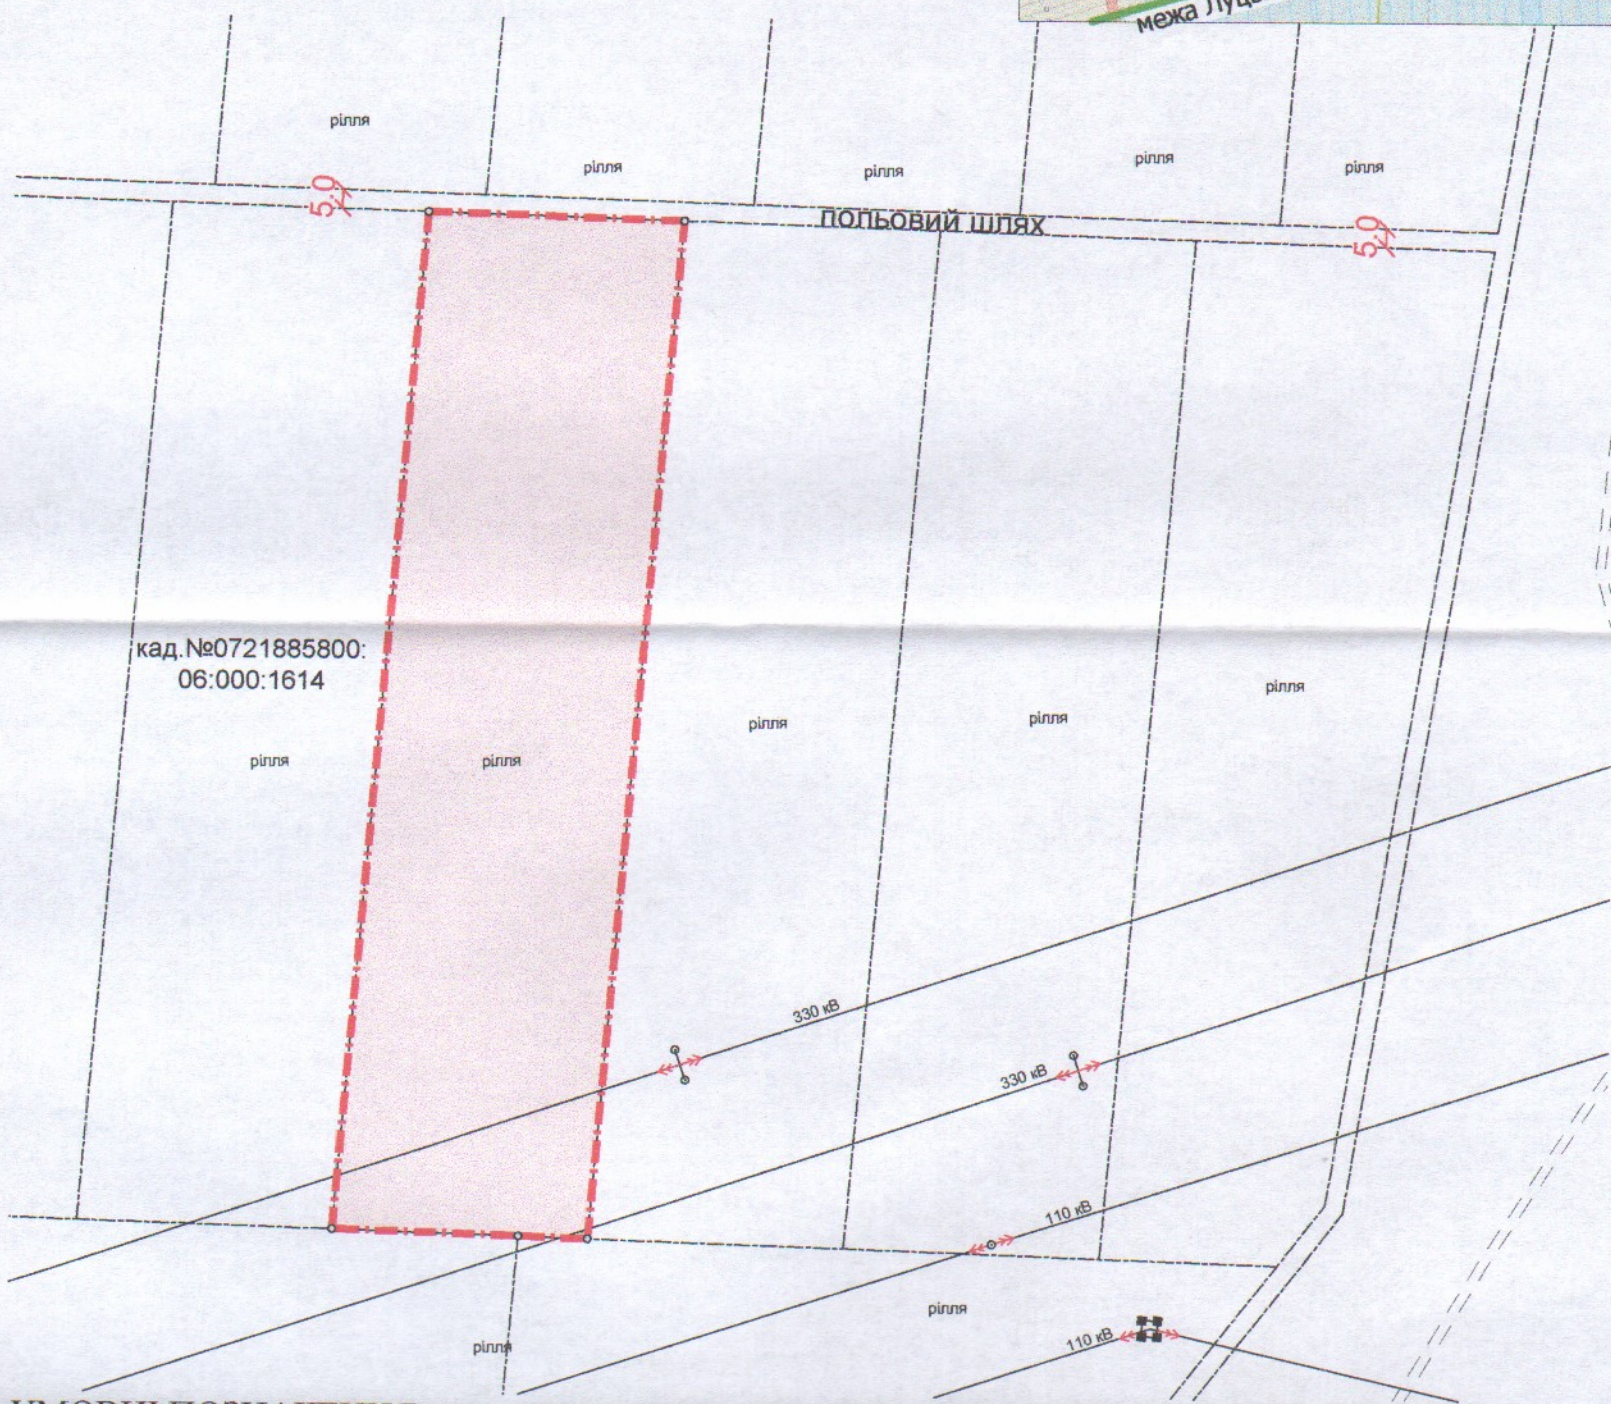 межа Луц
рілля
рілля
рілля
рілля
рілля
5.0
польовий шлях
5.0
кад.№0721885800:
06:000:1614
рілля
рілля
рілля
рілля
рілля
330 кВ
330 кВ
110 кВ
рілля
110 кВ
рілля